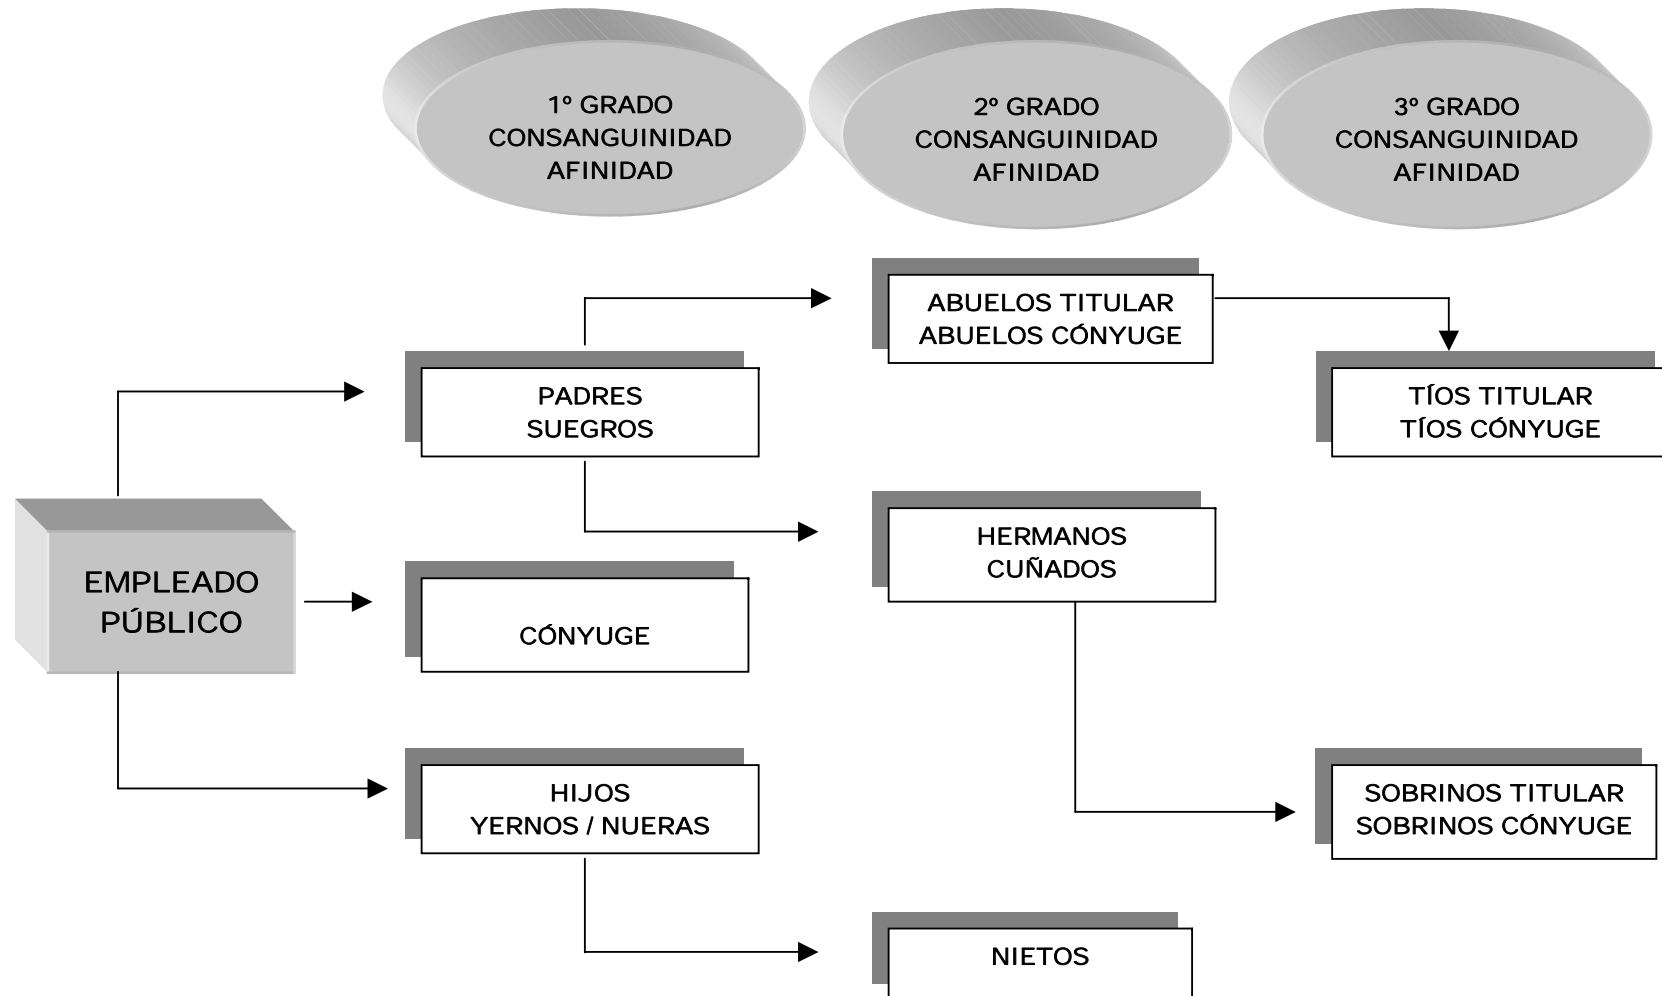 1º GRADO
CONSANGUINIDAD
AFINIDAD
2º GRADO
CONSANGUINIDAD
AFINIDAD
3º GRADO
CONSANGUINIDAD
AFINIDAD
ABUELOS TITULAR
ABUELOS CÓNYUGE
PADRES
SUEGROS
TÍOS TITULAR
TÍOS CÓNYUGE
HERMANOS
CUÑADOS
EMPLEADO
PÚBLICO
CÓNYUGE
HIJOS
YERNOS / NUERAS
SOBRINOS TITULAR
SOBRINOS CÓNYUGE
NIETOS